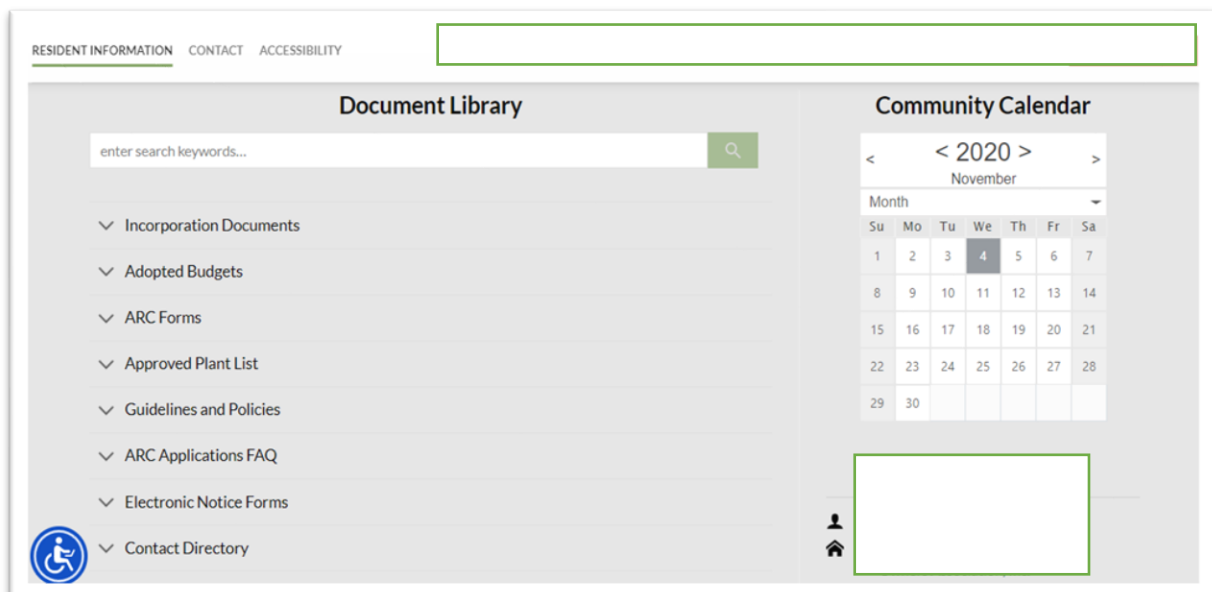 RESIDENT INFORMATION CONTACT ACCESSIBILITY
Document Library
enter search keywords...
Incorporation Documents
Adopted Budgets
ARC Forms
Approved Plant List
Guidelines and Policies
ARC Applications FAQ
Electronic Notice Forms
Contact Directory
Community Calendar
< < 2020 > >
November
Month
Su Mo Tu We Th Fr Sa
1 2 3 4 5 6 7
8 9 10 11 12 13 14
15 16 17 18 19 20 21
22 23 24 25 26 27 28
29 30